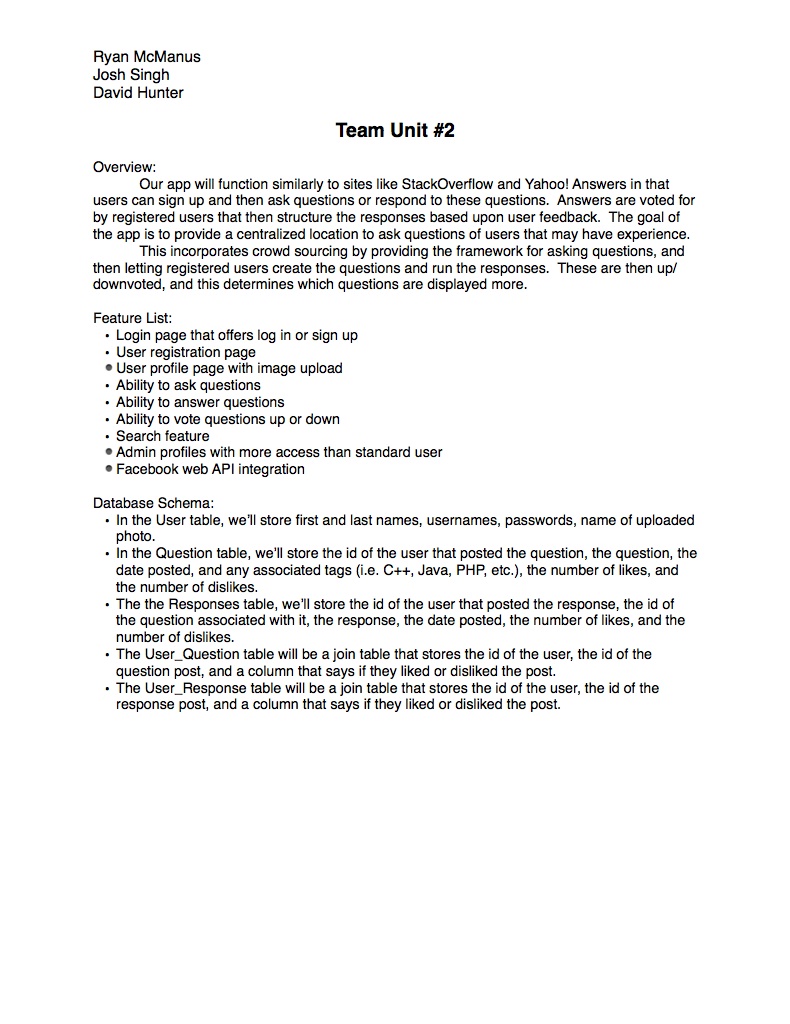 Ryan McManus
Josh Singh
David Hunter
Team Unit #2
Overview:
Our app will function similarly to sites like StackOverflow and Yahoo! Answers in that
users can sign up and then ask questions or respond to these questions.  Answers are voted for
by registered users that then structure the responses based upon user feedback.  The goal of
the app is to provide a centralized location to ask questions of users that may have experience.
This incorporates crowd sourcing by providing the framework for asking questions, and
then letting registered users create the questions and run the responses.  These are then up/
downvoted, and this determines which questions are displayed more.
Feature List:
• Login page that offers log in or sign up
• User registration page
• User profile page with image upload
• Ability to ask questions
• Ability to answer questions
• Ability to vote questions up or down
• Search feature
• Admin profiles with more access than standard user
• Facebook web API integration
Database Schema:
• In the User table, we’ll store first and last names, usernames, passwords, name of uploaded
photo.
• In the Question table, we’ll store the id of the user that posted the question, the question, the
date posted, and any associated tags (i.e. C++, Java, PHP, etc.), the number of likes, and
the number of dislikes.
• The the Responses table, we’ll store the id of the user that posted the response, the id of
the question associated with it, the response, the date posted, the number of likes, and the
number of dislikes.
• The User_Question table will be a join table that stores the id of the user, the id of the
question post, and a column that says if they liked or disliked the post.
• The User_Response table will be a join table that stores the id of the user, the id of the
response post, and a column that says if they liked or disliked the post.